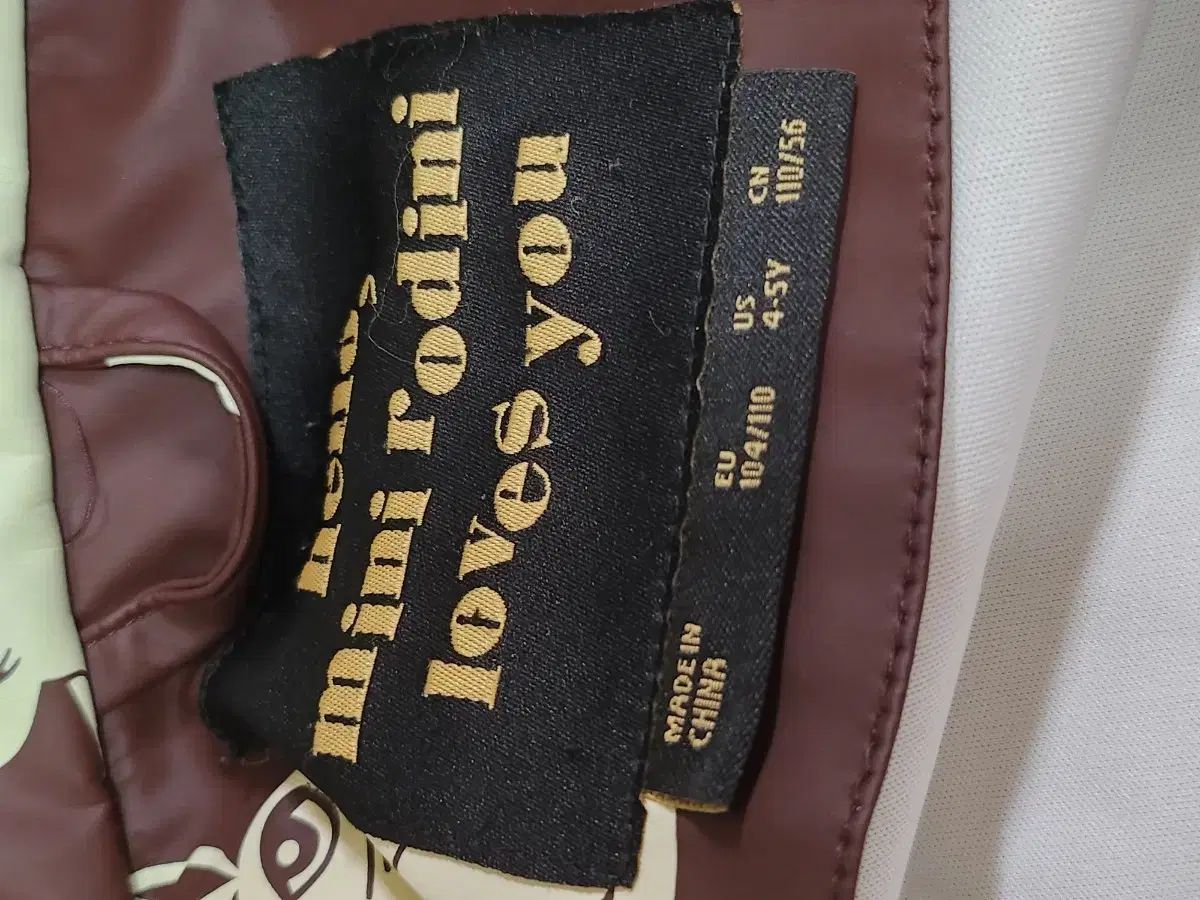 mini rodini
loves you
MADE IN
CHINA
EU
104/110
US
4-5Y
CN
110/56